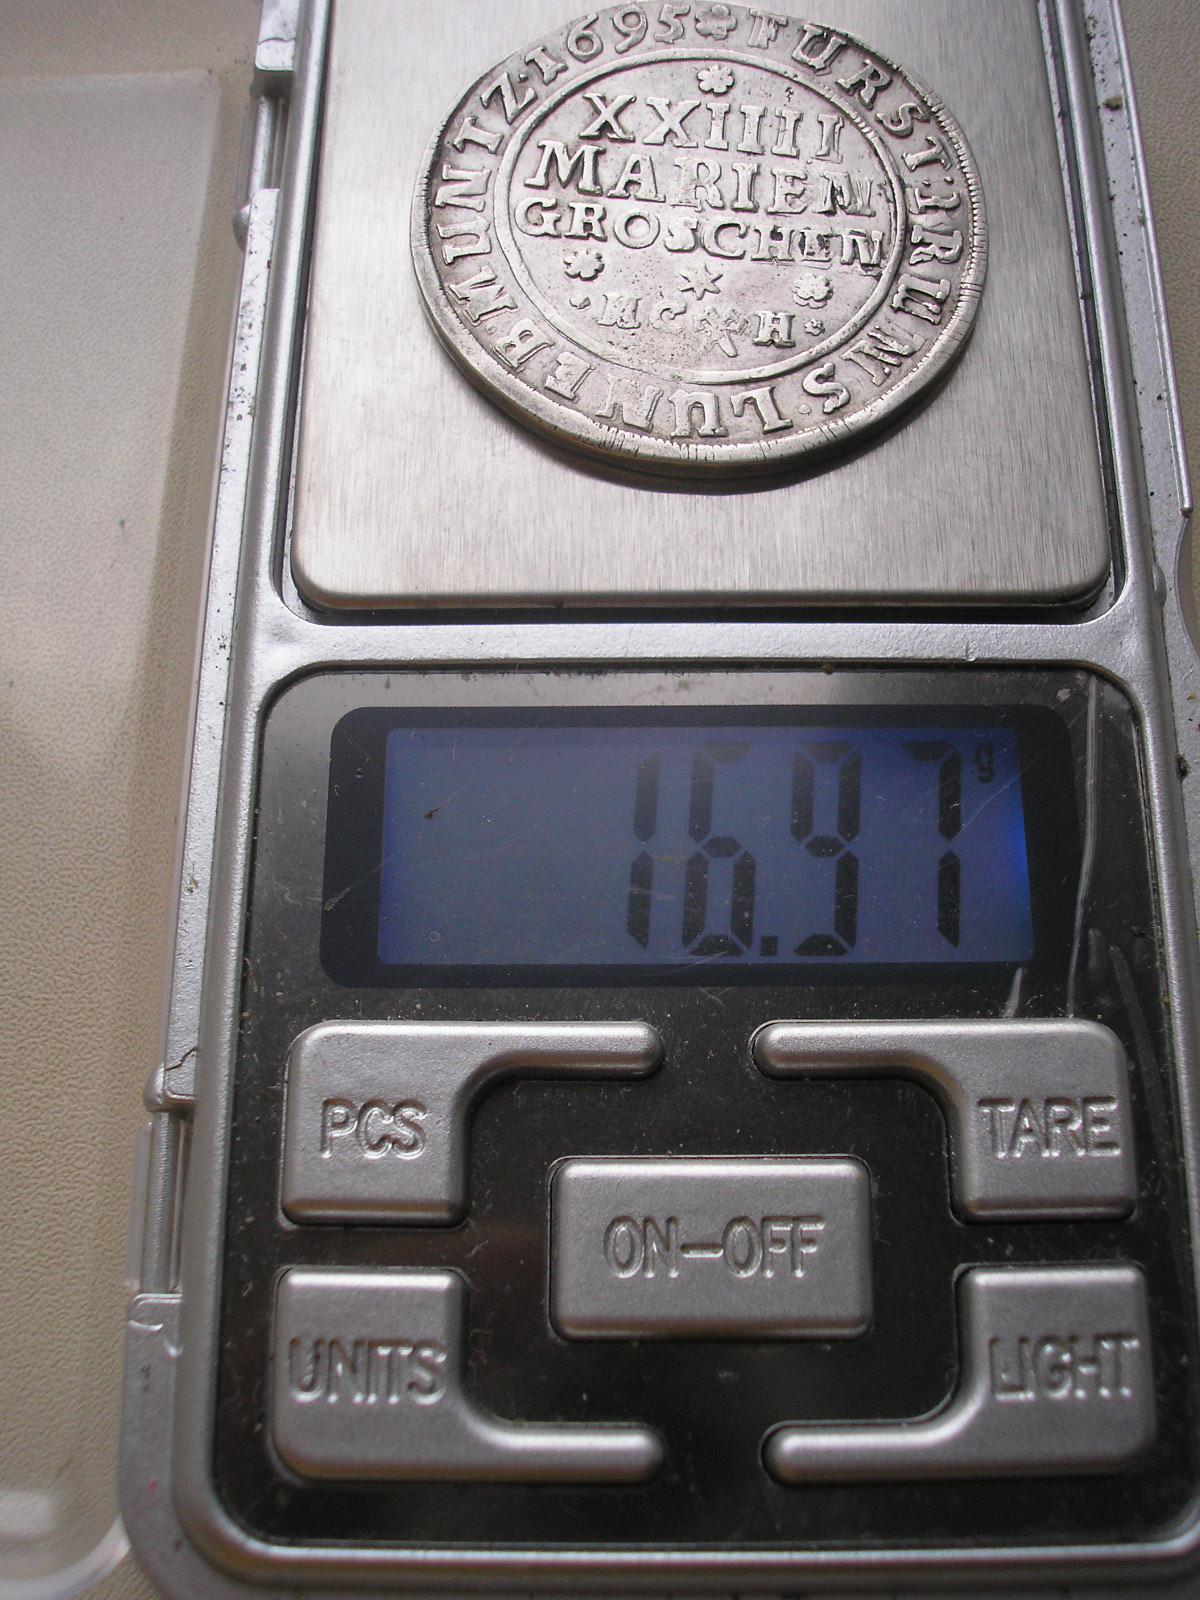 1695 FURST: BRUNS·LUNEB·MUNTZ·
XXIIII
MARIEN
GROSCHEN
H C H
16.97 g
PCS
TARE
ON-OFF
UNITS
LIGHT